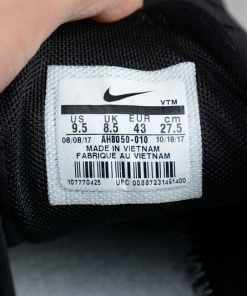 VTM
US UK EUR cm
9.5 8.5 43 27.5
08/08/17 AH8050-010 10/18/17
MADE IN VIETNAM
FABRIQUE AU VIETNAM
107770425 UPC 00887231461400